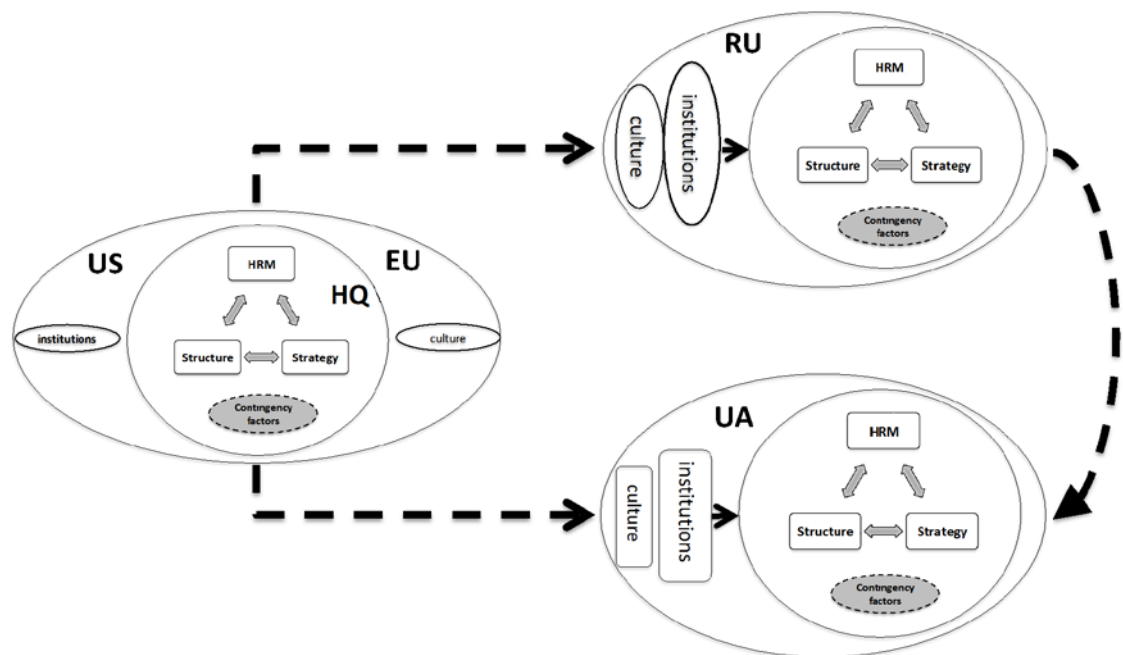 RU
HRM
culture
institutions
Structure
Strategy
Contingency
factors
US
EU
HRM
HQ
institutions
culture
Structure
Strategy
Contingency
factors
UA
HRM
culture
institutions
Structure
Strategy
Contingency
factors